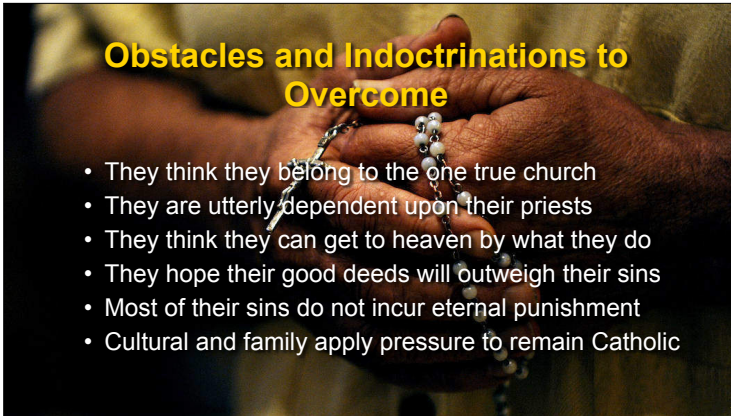 Obstacles and Indoctrinations to
Overcome
• They think they belong to the one true church
• They are utterly dependent upon their priests
• They think they can get to heaven by what they do
• They hope their good deeds will outweigh their sins
• Most of their sins do not incur eternal punishment
• Cultural and family apply pressure to remain Catholic